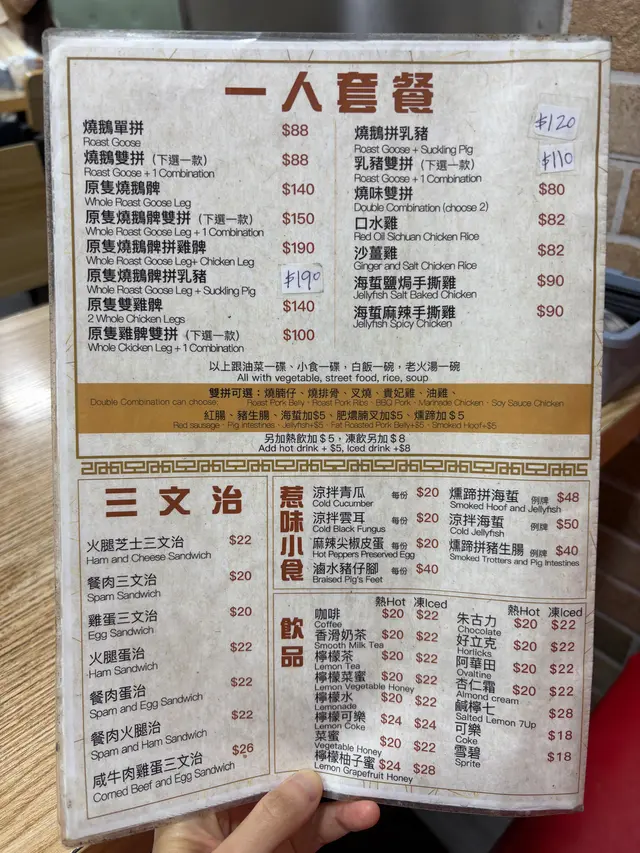 一人套餐
燒鵝單拼 $88
Roast Goose
燒鵝雙拼 (下選一款) $88
Roast Goose + 1 Combination
原隻燒鵝髀 $140
Whole Roast Goose Leg
原隻燒鵝髀雙拼 (下選一款) $150
Whole Roast Goose Leg + 1 Combination
原隻燒鵝髀拼雞髀 $190
Whole Roast Goose Leg+ Chicken Leg
原隻燒鵝髀拼乳豬 $190
Whole Roast Goose Leg + Suckling Pig
原隻雙雞髀 $140
2 Whole Chicken Legs
原隻雞髀雙拼 (下選一款) $100
Whole Ckicken Leg + 1 Combination
燒鵝拼乳豬 $120
Roast Goose + Suckling Pig
乳豬雙拼 (下選一款) $110
Roast Goose + 1 Combination
燒味雙拼 $80
Double Combination (choose 2)
口水雞 $82
Red Oil Sichuan Chicken Rice
沙薑雞 $82
Ginger and Salt Chicken Rice
海蜇鹽焗手撕雞 $90
Jellyfish Salt Baked Chicken
海蜇麻辣手撕雞 $90
Jellyfish Spicy Chicken
以上跟油菜一碟、小食一碟，白飯一碗，老火湯一碗
All with vegetable, street food, rice, soup
雙拼可選：燒腩仔、燒排骨、叉燒、貴妃雞、油雞、
Double Combination can choose: Roast Pork Belly · Roast Pork Ribs · BBQ Pork · Marinade Chicken · Soy Sauce Chicken
紅腸、豬生腸、海蜇加$5、肥燶腩叉加$5、燻蹄加$5
Red sausage · Pig intestines · Jellyfish+$5 · Fat Roasted Pork Belly+$5 · Smoked Hoof+$5
另加熱飲加$5，凍飲另加$8
Add hot drink + $5, Iced drink +$8
三文治
火腿芝士三文治 $22
Ham and Cheese Sandwich
餐肉三文治 $20
Spam Sandwich
雞蛋三文治 $20
Egg Sandwich
火腿蛋治 $22
Ham Sandwich
餐肉蛋治 $22
Spam and Egg Sandwich
餐肉火腿治 $22
Spam and Ham Sandwich
咸牛肉雞蛋三文治 $26
Corned Beef and Egg Sandwich
惹味小食
涼拌青瓜 每份 $20
Cold Cucumber
涼拌雲耳 每份 $20
Cold Black Fungus
麻辣尖椒皮蛋 每份 $20
Hot Peppers Preserved Egg
滷水豬仔腳 每份 $40
Braised Pig's Feet
燻蹄拼海蜇 例牌 $48
Smoked Hoof and Jellyfish
涼拌海蜇 例牌 $50
Cold Jellyfish
燻蹄拼豬生腸 例牌 $40
Smoked Trotters and Pig Intestines
飲品
熱Hot 凍Iced
咖啡 $20 $22
Coffee
香滑奶茶 $20 $22
Smooth Milk Tea
檸檬茶 $20 $22
Lemon Tea
檸檬菜蜜 $20 $22
Lemon Vegetable Honey
檸檬水 $20 $22
Lemonade
檸檬可樂 $24 $24
Lemon Coke
菜蜜 $20 $22
Vegetable Honey
檸檬柚子蜜 $24 $28
Lemon Grapefruit Honey
熱Hot 凍Iced
朱古力 $20 $22
Chocolate
好立克 $20 $22
Horlicks
阿華田 $20 $22
Ovaltine
杏仁霜 $20 $22
Almond cream
鹹檸七 $28
Salted Lemon 7Up
可樂 $18
Coke
雪碧 $18
Sprite